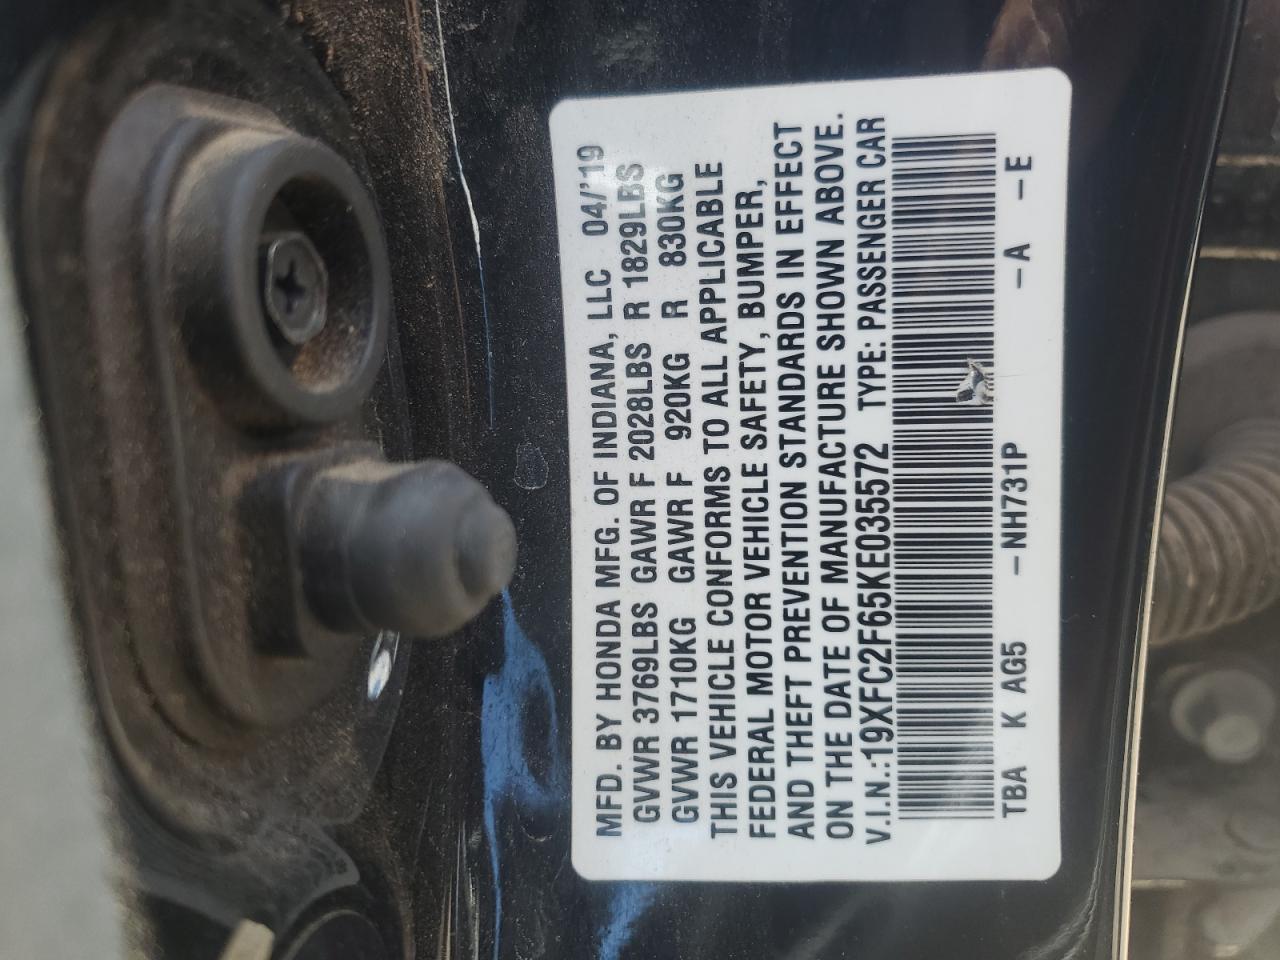 MFD. BY HONDA MFG. OF INDIANA, LLC 04/'19
GVWR 3769LBS GAWR F 2028LBS R 1829LBS
GVWR 1710KG GAWR F 920KG R 830KG
THIS VEHICLE CONFORMS TO ALL APPLICABLE
FEDERAL MOTOR VEHICLE SAFETY, BUMPER,
AND THEFT PREVENTION STANDARDS IN EFFECT
ON THE DATE OF MANUFACTURE SHOWN ABOVE.
V.I.N.:19XFC2F65KE035572 TYPE: PASSENGER CAR
TBA K AG5 -NH731P -A -E